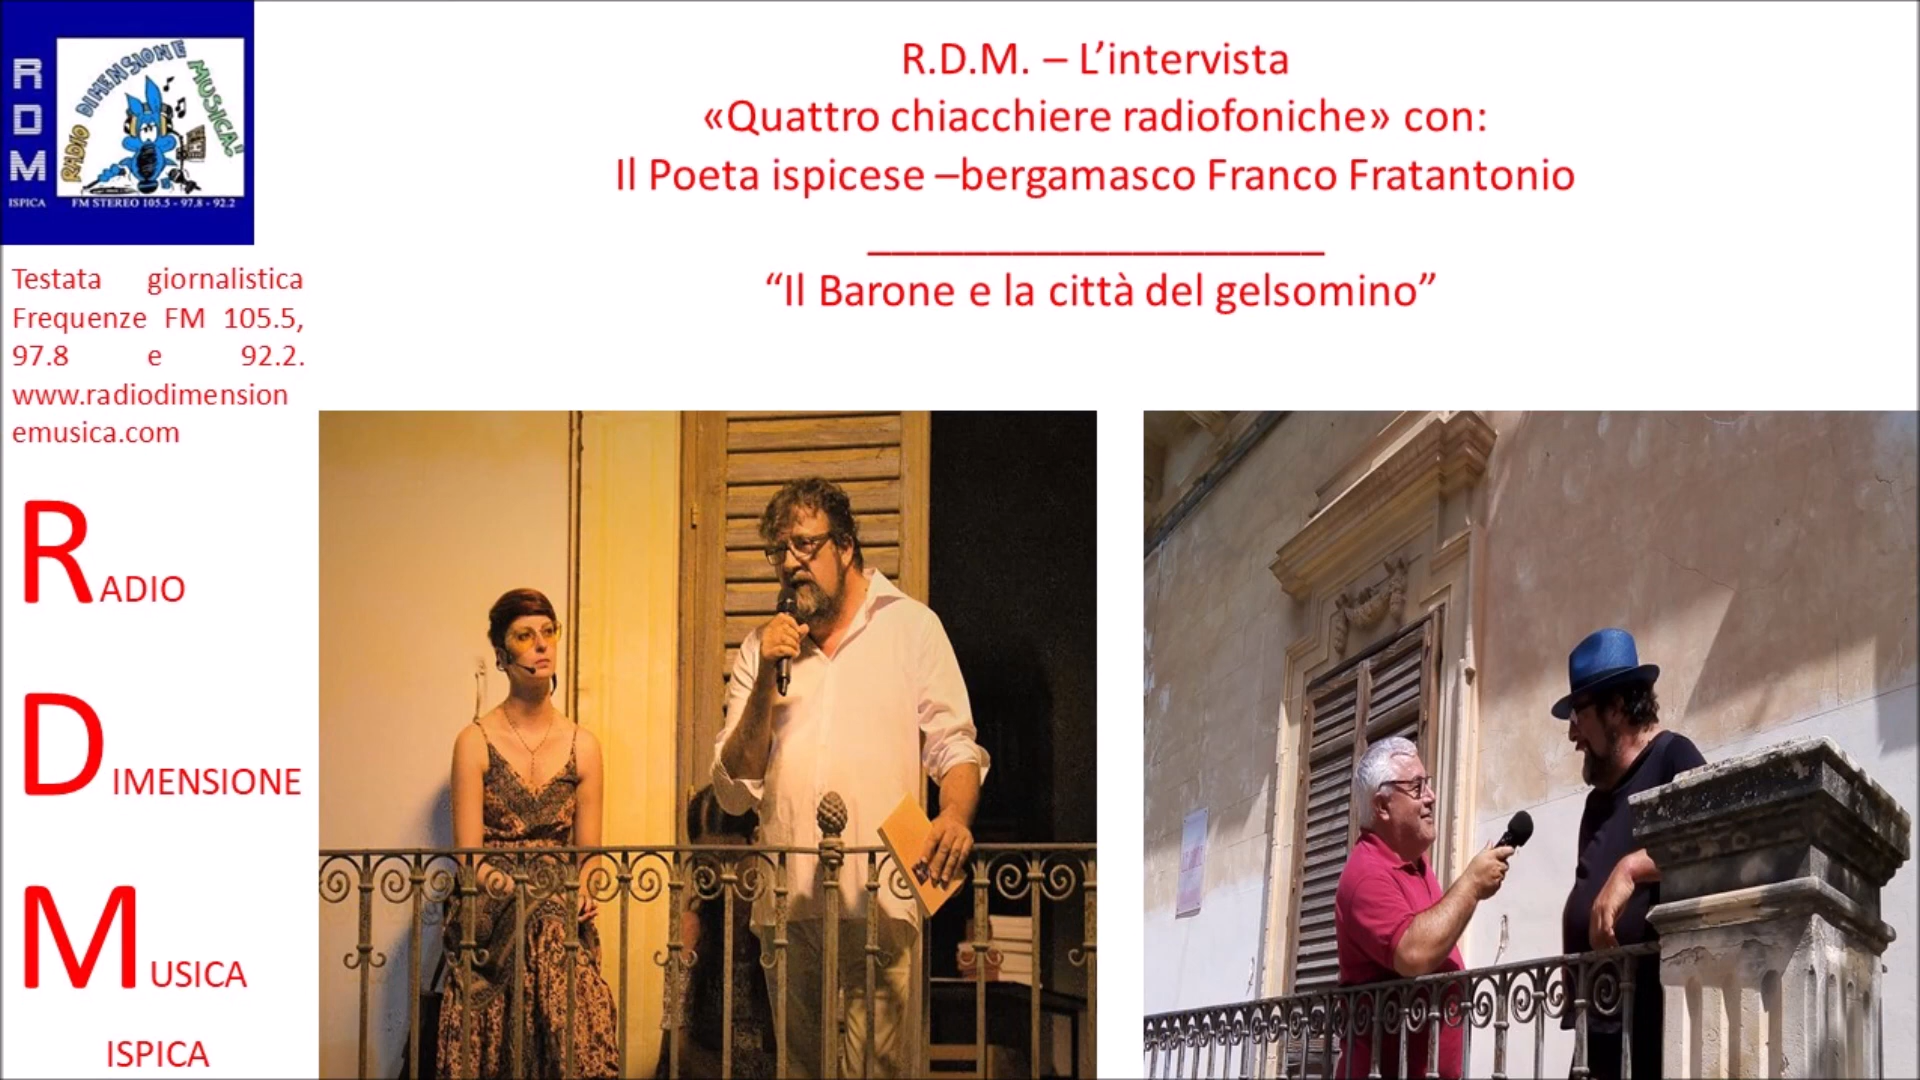 R
D
M
ISPICA
RADIO DIMENSIONE MUSICA!
FM STEREO 105.5 - 97.8 - 92.2
R.D.M. – L’intervista
«Quattro chiacchiere radiofoniche» con:
Il Poeta ispicese –bergamasco Franco Fratantonio
___________________
“Il Barone e la città del gelsomino”
Testata giornalistica
Frequenze FM 105.5,
97.8 e 92.2.
www.radiodimension
emusica.com
RADIO
DIMENSIONE
MUSICA
ISPICA